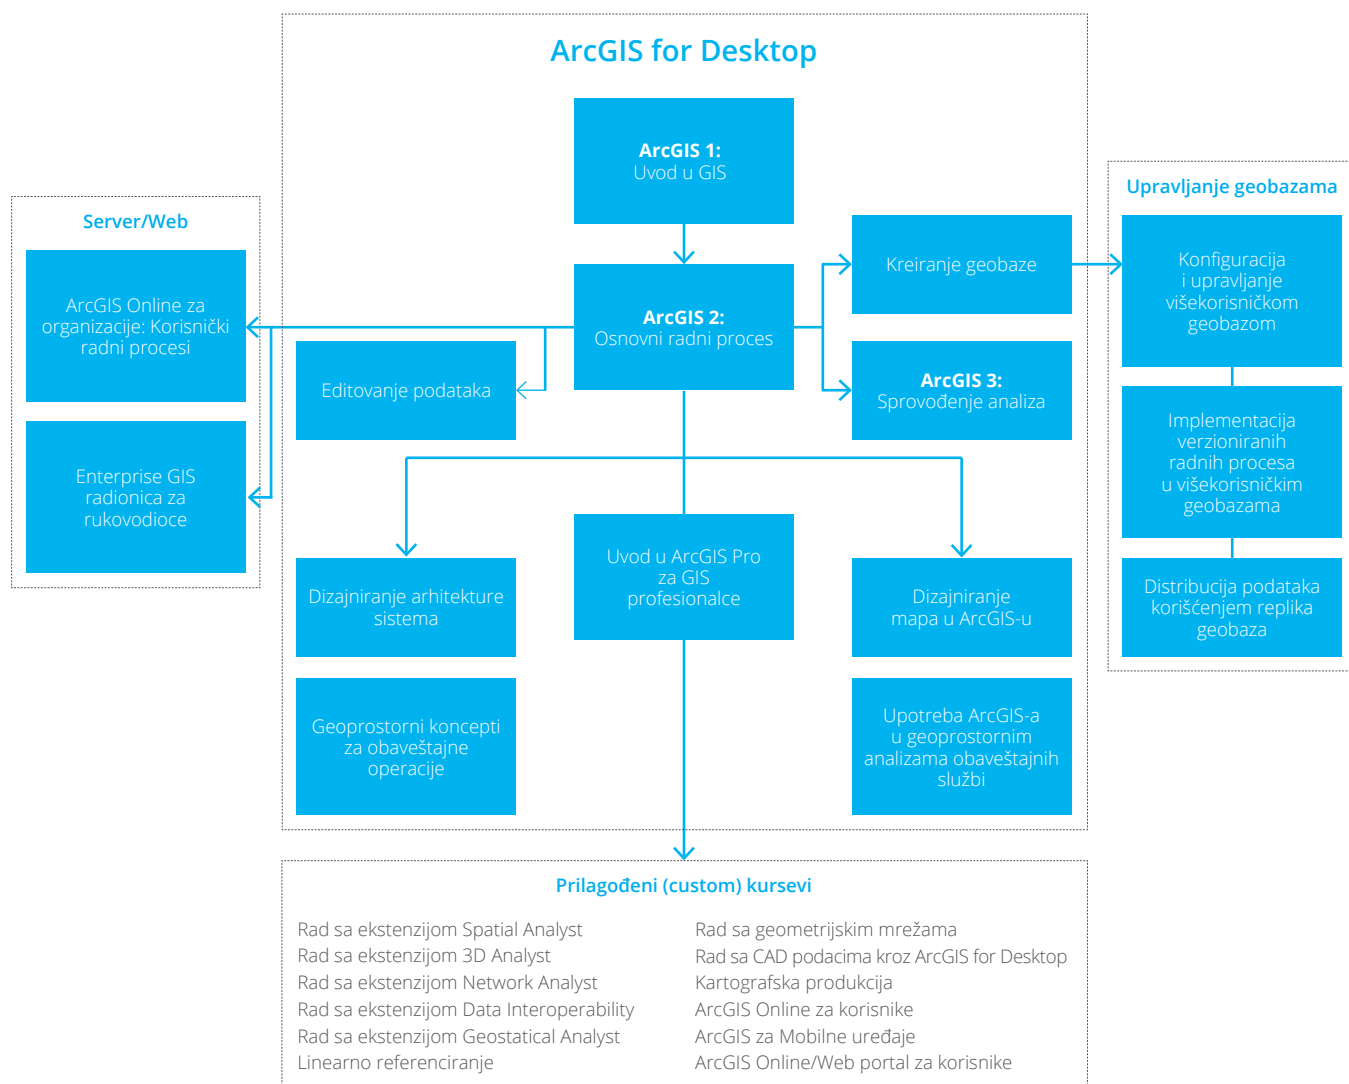 ArcGIS for Desktop
ArcGIS 1:
Uvod u GIS
Server/Web
ArcGIS Online za
organizacije: Korisnički
radni procesi
Enterprise GIS
radionica za
rukovodioce
ArcGIS 2:
Osnovni radni proces
Editovanje podataka
Kreiranje geobaze
ArcGIS 3:
Sprovođenje analiza
Upravljanje geobazama
Konfiguracija
i upravljanje
višekorisničkom
geobazom
Implementacija
verzioniranih
radnih procesa
u višekorisničkim
geobazama
Distribucija podataka
korišćenjem replika
geobaza
Dizajniranje arhitekture
sistema
Uvod u ArcGIS Pro
za GIS
profesionalce
Dizajniranje
mapa u ArcGIS-u
Geoprostorni koncepti
za obaveštajne
operacije
Upotreba ArcGIS-a
u geoprostornim
analizama obaveštajnih
službi
Prilagođeni (custom) kursevi
Rad sa ekstenzijom Spatial Analyst
Rad sa ekstenzijom 3D Analyst
Rad sa ekstenzijom Network Analyst
Rad sa ekstenzijom Data Interoperability
Rad sa ekstenzijom Geostatical Analyst
Linearno referenciranje
Rad sa geometrijskim mrežama
Rad sa CAD podacima kroz ArcGIS for Desktop
Kartografska produkcija
ArcGIS Online za korisnike
ArcGIS za Mobilne uređaje
ArcGIS Online/Web portal za korisnike